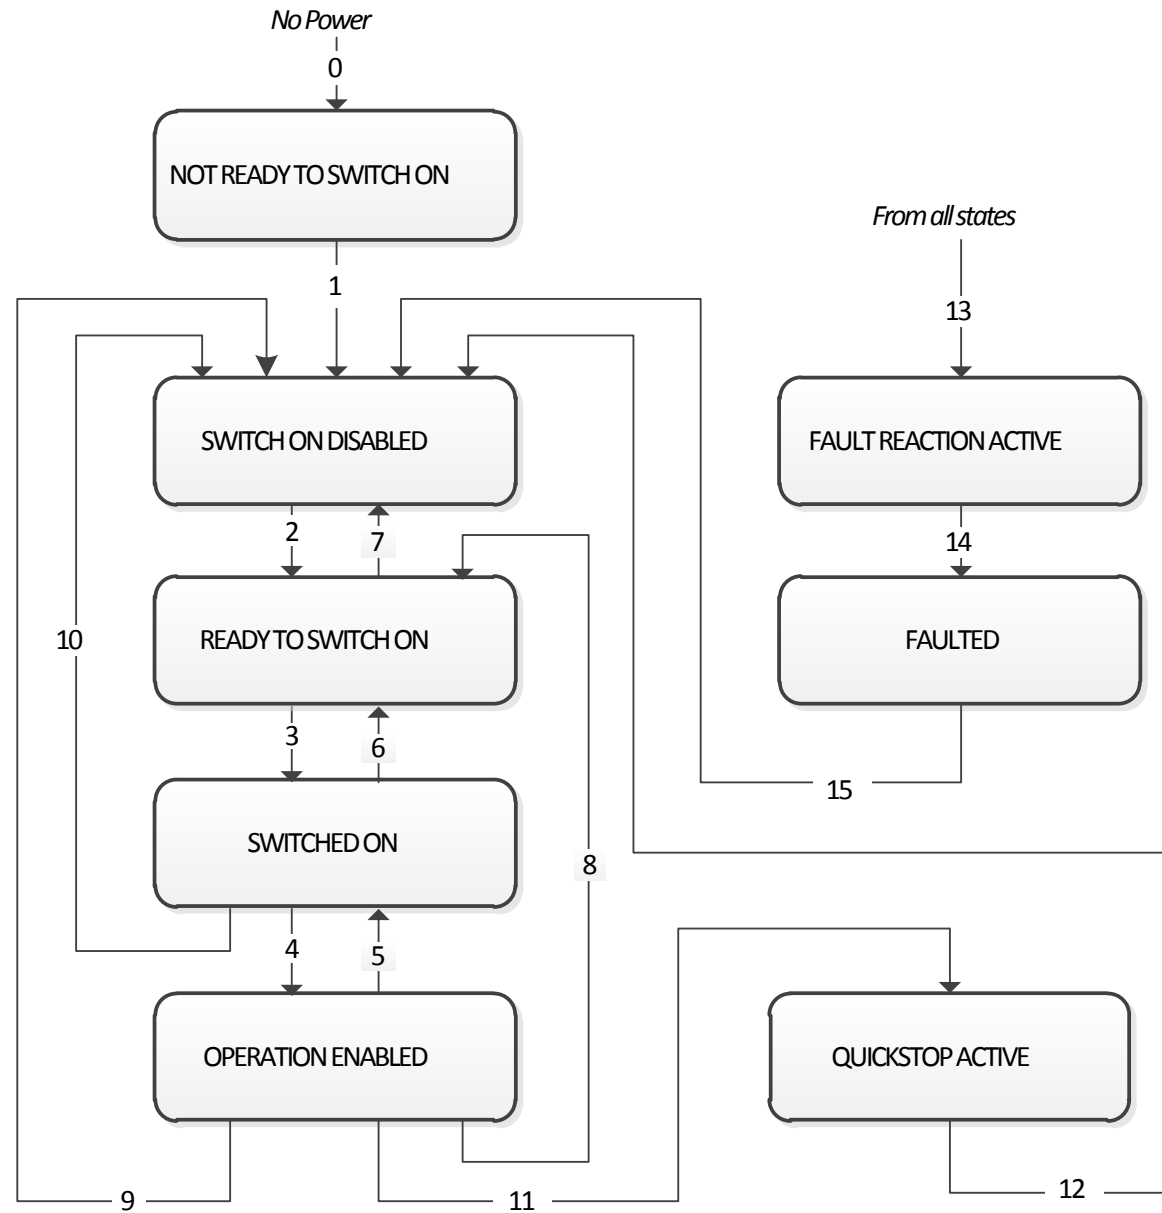 No Power
0
NOT READY TO SWITCH ON
From all states
1
13
SWITCH ON DISABLED
FAULT REACTION ACTIVE
2
7
14
10
READY TO SWITCH ON
FAULTED
3
6
15
SWITCHED ON
8
4
5
OPERATION ENABLED
QUICKSTOP ACTIVE
9
11
12